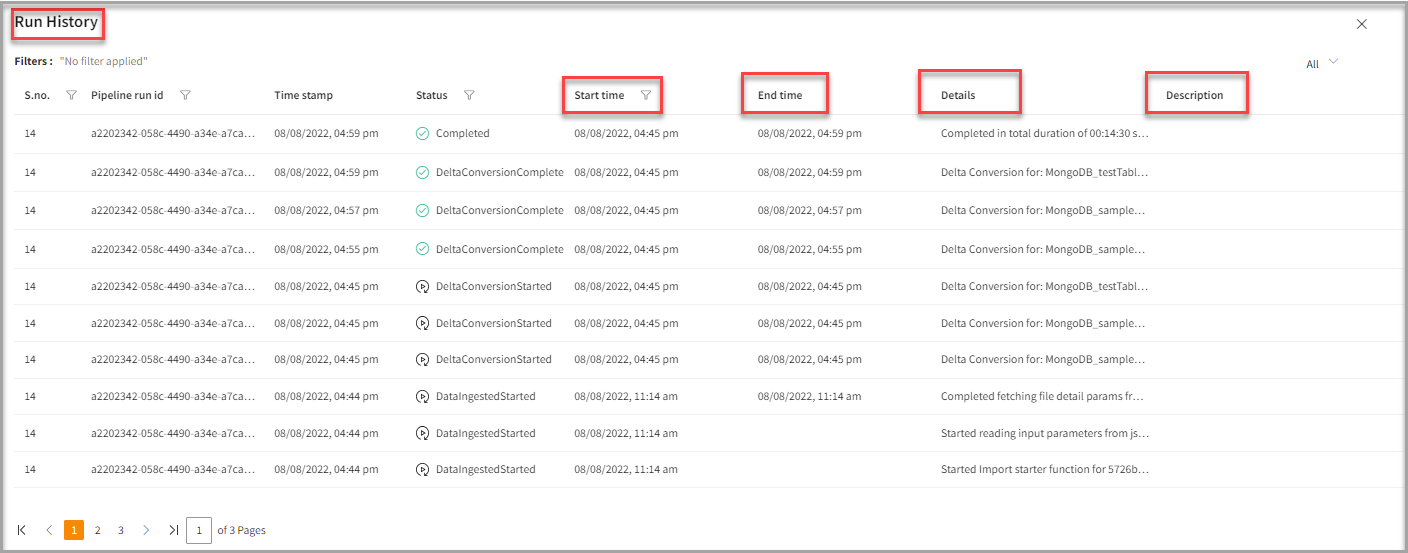 Run History
Filters : "No filter applied"
All
S.no. Pipeline run id Time stamp Status Start time End time Details Description
14 a2202342-058c-4490-a34e-a7ca... 08/08/2022, 04:59 pm Completed 08/08/2022, 04:45 pm 08/08/2022, 04:59 pm Completed in total duration of 00:14:30 s...
14 a2202342-058c-4490-a34e-a7ca... 08/08/2022, 04:59 pm DeltaConversionComplete 08/08/2022, 04:45 pm 08/08/2022, 04:59 pm Delta Conversion for: MongoDB_testTabl...
14 a2202342-058c-4490-a34e-a7ca... 08/08/2022, 04:57 pm DeltaConversionComplete 08/08/2022, 04:45 pm 08/08/2022, 04:57 pm Delta Conversion for: MongoDB_sample...
14 a2202342-058c-4490-a34e-a7ca... 08/08/2022, 04:55 pm DeltaConversionComplete 08/08/2022, 04:45 pm 08/08/2022, 04:55 pm Delta Conversion for: MongoDB_sample...
14 a2202342-058c-4490-a34e-a7ca... 08/08/2022, 04:45 pm DeltaConversionStarted 08/08/2022, 04:45 pm 08/08/2022, 04:45 pm Delta Conversion for: MongoDB_testTabl...
14 a2202342-058c-4490-a34e-a7ca... 08/08/2022, 04:45 pm DeltaConversionStarted 08/08/2022, 04:45 pm 08/08/2022, 04:45 pm Delta Conversion for: MongoDB_sample...
14 a2202342-058c-4490-a34e-a7ca... 08/08/2022, 04:45 pm DeltaConversionStarted 08/08/2022, 04:45 pm 08/08/2022, 04:45 pm Delta Conversion for: MongoDB_sample...
14 a2202342-058c-4490-a34e-a7ca... 08/08/2022, 04:44 pm DataIngestedStarted 08/08/2022, 11:14 am 08/08/2022, 11:14 am Completed fetching file detail params fr...
14 a2202342-058c-4490-a34e-a7ca... 08/08/2022, 04:44 pm DataIngestedStarted 08/08/2022, 11:14 am Started reading input parameters from js...
14 a2202342-058c-4490-a34e-a7ca... 08/08/2022, 04:44 pm DataIngestedStarted 08/08/2022, 11:14 am Started Import starter function for 5726b...
1 2 3 1 of 3 Pages